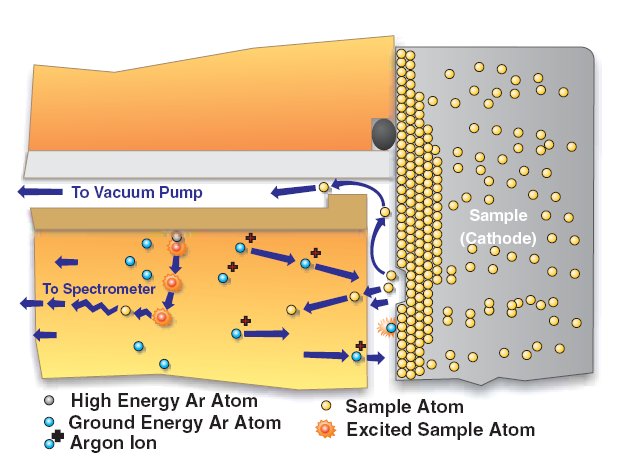 To Vacuum Pump
Sample
(Cathode)
To Spectrometer
High Energy Ar Atom
Ground Energy Ar Atom
Argon Ion
Sample Atom
Excited Sample Atom